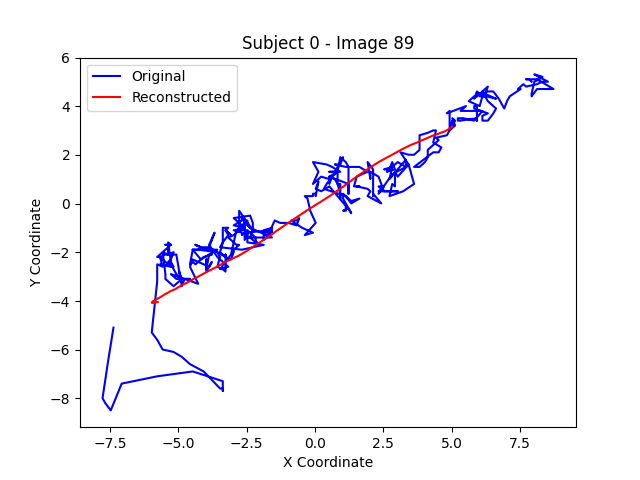 Subject 0 - Image 89
Original
Reconstructed
Y Coordinate
6
4
2
0
−2
−4
−6
−8
−7.5 −5.0 −2.5 0.0 2.5 5.0 7.5
X Coordinate